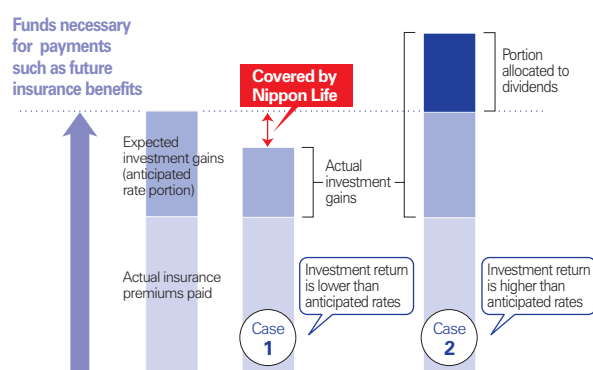 Funds necessary
for payments
such as future
insurance benefits
Covered by
Nippon Life
Portion
allocated to
dividends
Expected
investment gains
(anticipated
rate portion)
Actual
investment
gains
Actual insurance
premiums paid
Investment return
is lower than
anticipated rates
Case
1
Investment return
is higher than
anticipated rates
Case
2